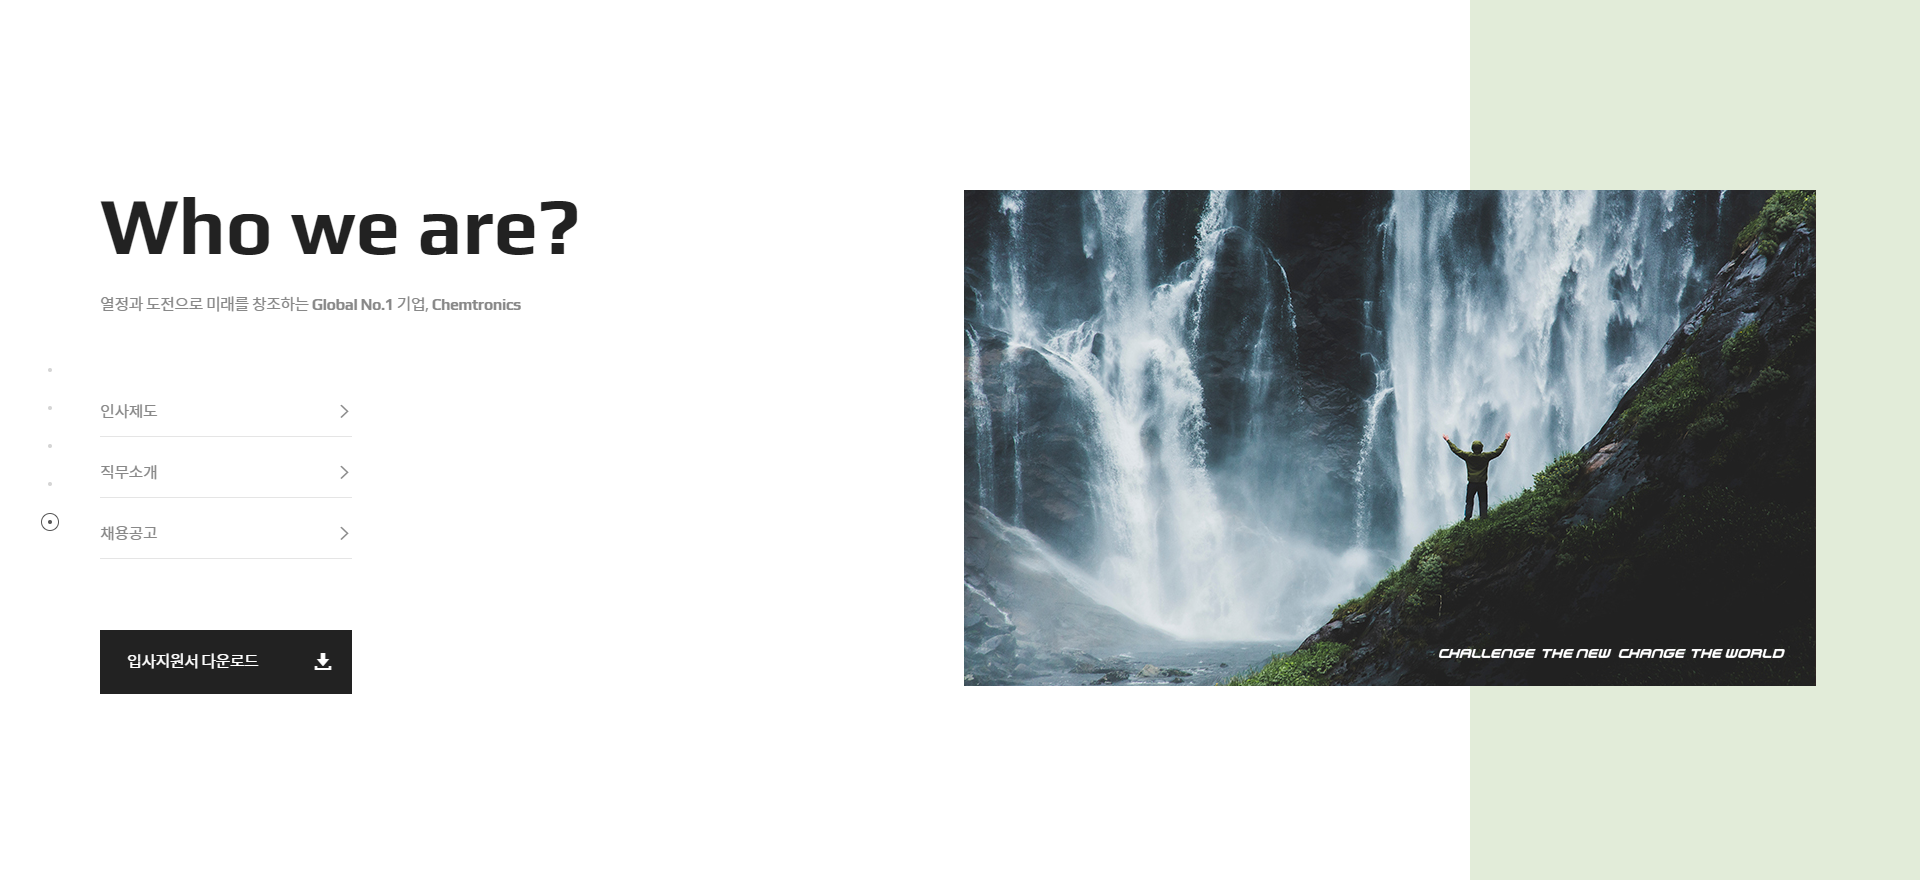 Who we are?
열정과 도전으로 미래를 창조하는 Global No.1 기업, Chemtronics
인사제도
직무소개
채용공고
입사지원서 다운로드
CHALLENGE THE NEW CHANGE THE WORLD